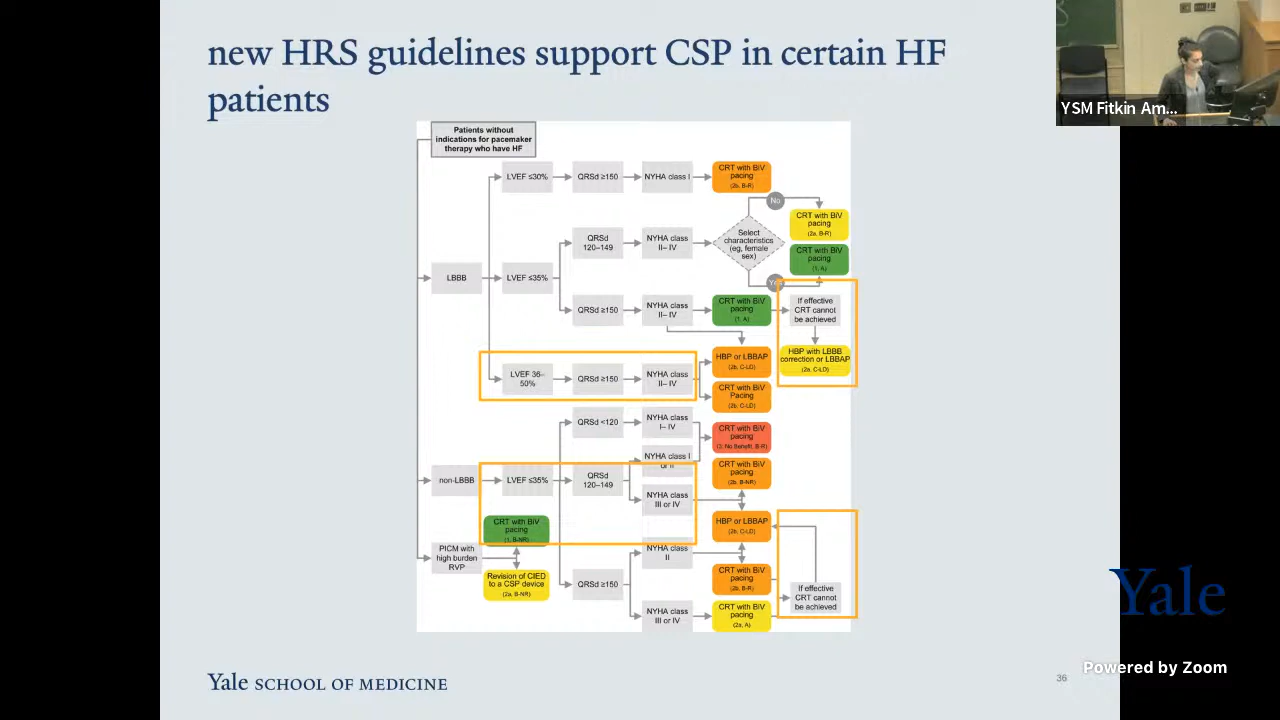 new HRS guidelines support CSP in certain HF
patients
YSM Fitkin Am...
Patients without
indications for pacemaker
therapy who have HF
LVEF ≤30%
QRSd ≥150
NYHA class I
CRT with BiV
pacing
(2b, B-R)
No
CRT with BiV
pacing
(2a, B-R)
QRSd
120–149
NYHA class
II– IV
Select
characteristics
(eg, female
sex)
CRT with BiV
pacing
(1, A)
LBBB
LVEF ≤35%
Yes
QRSd ≥150
NYHA class
II– IV
CRT with BiV
pacing
(1, A)
If effective
CRT cannot
be achieved
HBP or LBBAP
(2b, C-LD)
HBP with LBBB
correction or LBBAP
(2a, C-LD)
LVEF 36–
50%
QRSd ≥150
NYHA class
II– IV
CRT with BiV
Pacing
(2b, C-LD)
QRSd <120
NYHA class
I– IV
CRT with BiV
pacing
(3: No Benefit, B-R)
NYHA class I
or II
CRT with BiV
pacing
(2b, B-NR)
non-LBBB
LVEF ≤35%
QRSd
120–149
NYHA class
III or IV
CRT with BiV
pacing
(1, B-NR)
HBP or LBBAP
(2b, C-LD)
PICM with
high burden
RVP
NYHA class
II
Revision of CIED
to a CSP device
(2a, B-NR)
QRSd ≥150
CRT with BiV
pacing
(2b, B-R)
If effective
CRT cannot
be achieved
NYHA class
III or IV
CRT with BiV
pacing
(2a, A)
Yale
Powered by Zoom
Yale SCHOOL OF MEDICINE
36